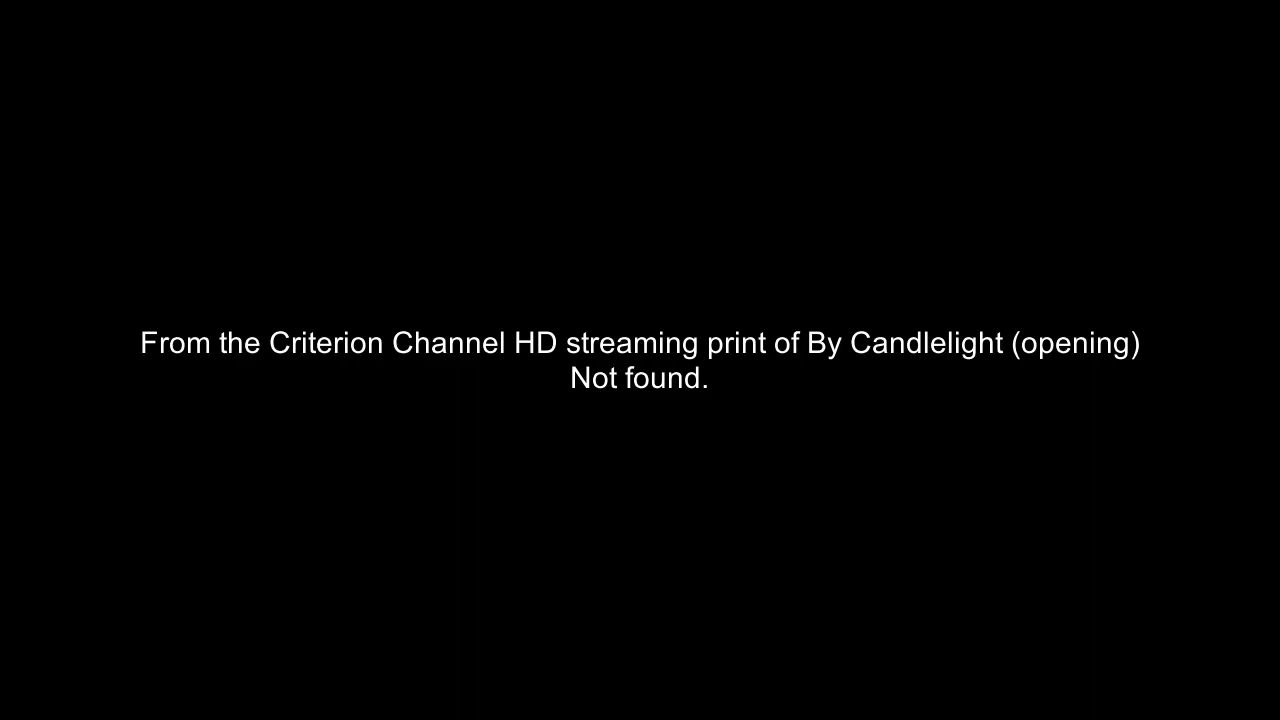 From the Criterion Channel HD streaming print of By Candlelight (opening)
Not found.